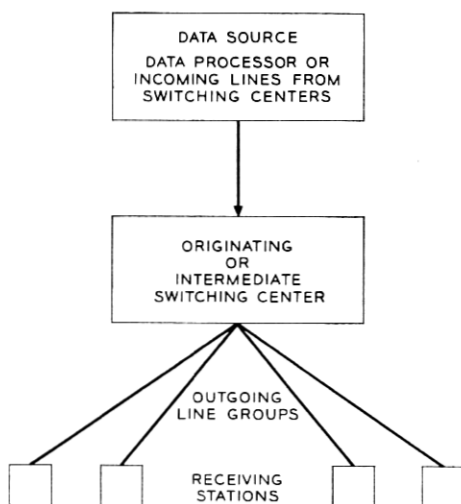 DATA SOURCE
DATA PROCESSOR OR
INCOMING LINES FROM
SWITCHING CENTERS
ORIGINATING
OR
INTERMEDIATE
SWITCHING CENTER
OUTGOING
LINE GROUPS
RECEIVING
STATIONS